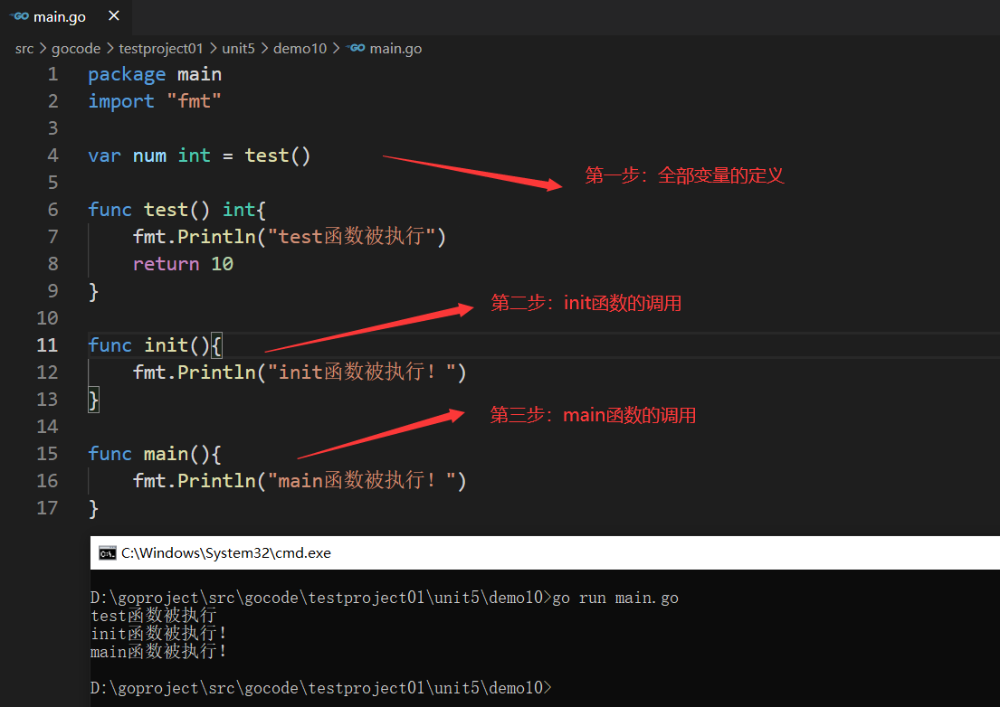 GO main.go ×
src > gocode > testproject01 > unit5 > demo10 > GO main.go
1 package main
2 import "fmt"
3
4 var num int = test()
第一步：全部变量的定义
5
6 func test() int{
7 fmt.Println("test函数被执行")
8 return 10
9 }
10
第二步：init函数的调用
11 func init(){
12 fmt.Println("init函数被执行！")
13 }
第三步：main函数的调用
14
15 func main(){
16 fmt.Println("main函数被执行！")
17 }
C:\Windows\System32\cmd.exe
D:\goproject\src\gocode\testproject01\unit5\demo10>go run main.go
test函数被执行
init函数被执行！
main函数被执行！
D:\goproject\src\gocode\testproject01\unit5\demo10>